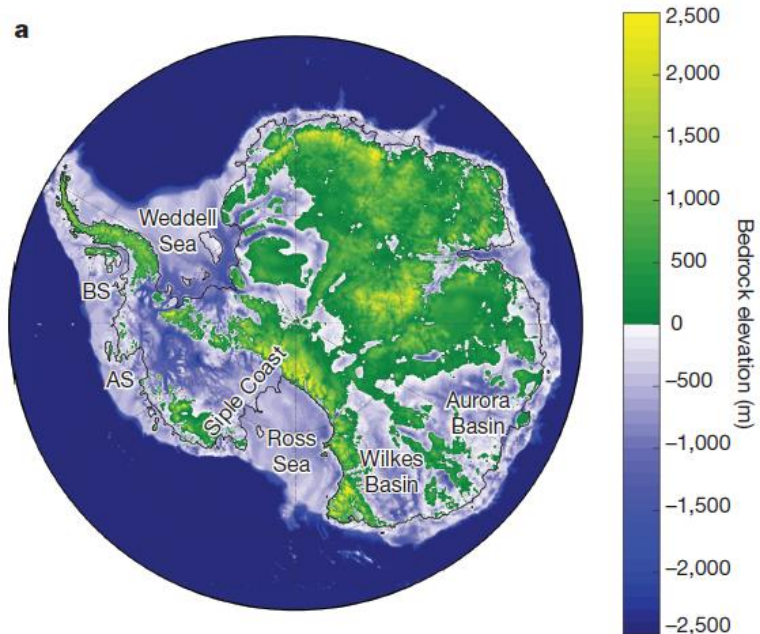 a
Weddell
Sea
BS
AS
Siple Coast
Ross
Sea
Wilkes
Basin
Aurora
Basin
2,500
2,000
1,500
1,000
500
0
–500
–1,000
–1,500
–2,000
–2,500
Bedrock elevation (m)